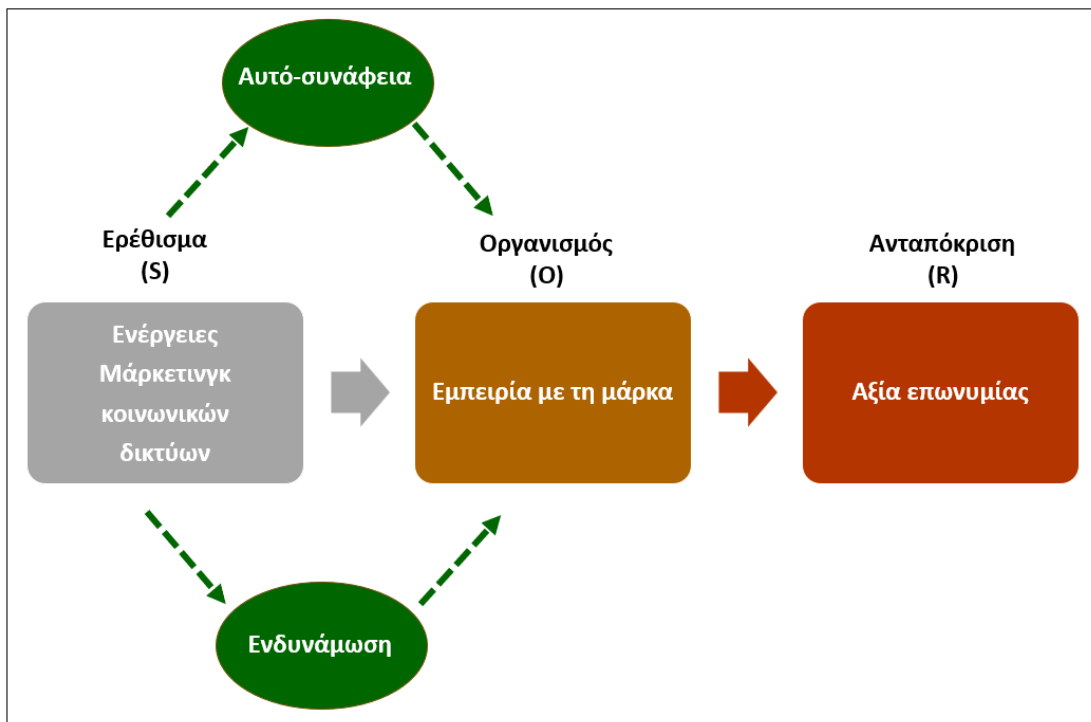 Αυτό-συνάφεια
Ερέθισμα
(S)
Οργανισμός
(O)
Ανταπόκριση
(R)
Ενέργειες
Μάρκετινγκ
κοινωνικών
δικτύων
Εμπειρία με τη μάρκα
Αξία επωνυμίας
Ενδυνάμωση